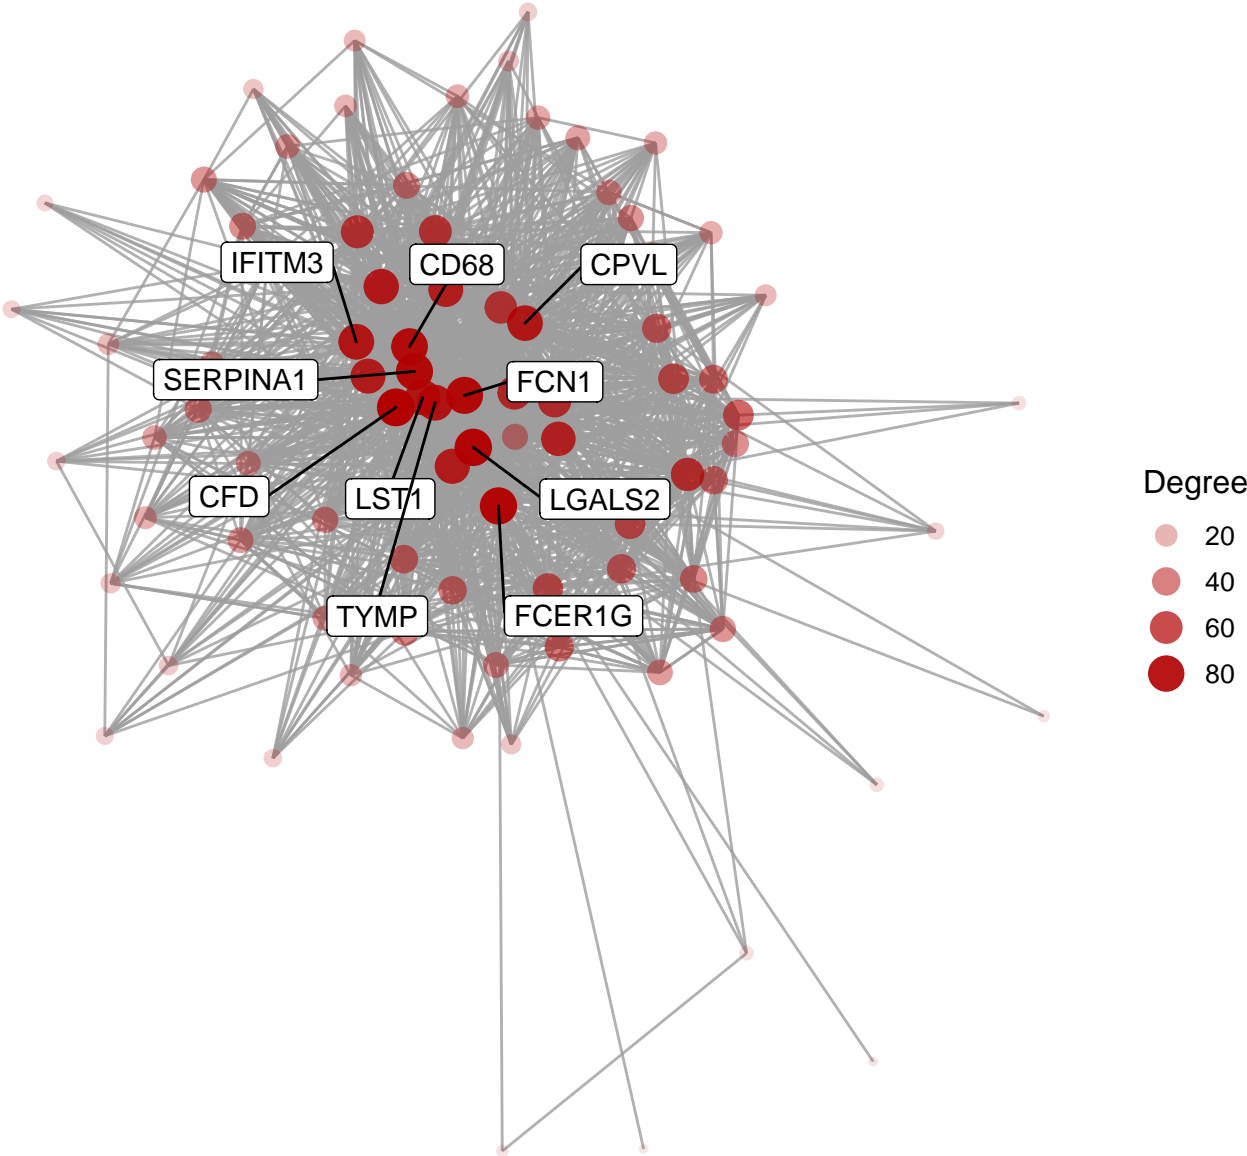 IFITM3
CD68
CPVL
SERPINA1
FCN1
CFD
LST1
LGALS2
TYMP
FCER1G
Degree
20
40
60
80